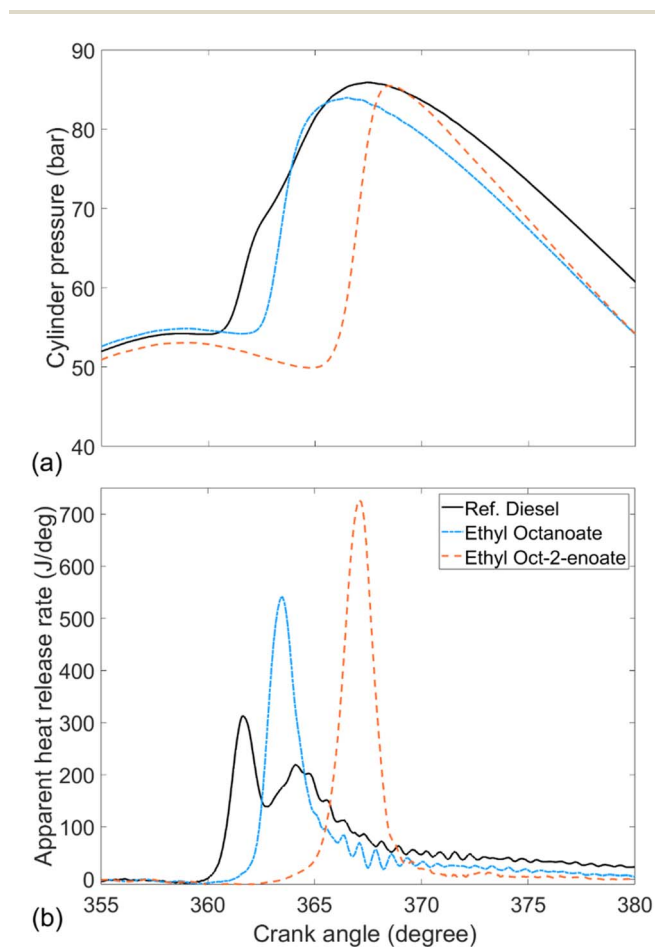 90
80
70
60
50
40
Cylinder pressure (bar)
(a)
700
600
500
400
300
200
100
0
Apparent heat release rate (J/deg)
Ref. Diesel
Ethyl Octanoate
Ethyl Oct-2-enoate
355 360 365 370 375 380
(b)
Crank angle (degree)